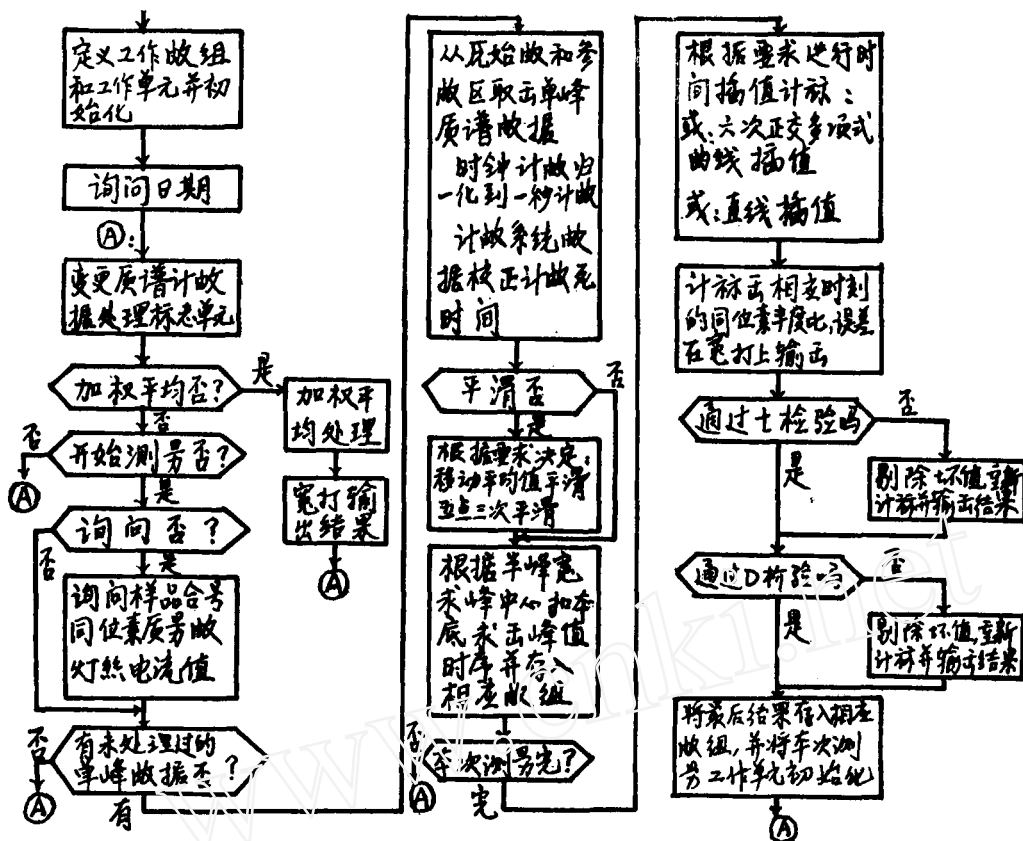 定义工作数组
和工作单元并初
始化
询问日期
Ⓐ:
变更质谱计数
据处理标志单元
加权平均否?
是
否
加权平
均处理
宽打输
出结果
Ⓐ
开始测量否?
否
Ⓐ
是
询问否?
否
是
询问样品合号
同位素质量数
灯丝电流值
有未处理过的
单峰数据否?
否
Ⓐ
有
从原始数和参
数区取出单峰
质谱数据
时钟计数归
一化到一秒计数
计数系统数
据校正计数死
时间
平滑否
否
是
根据要求决定:
移动平均值平滑
五点三次平滑
根据半峰宽
求峰中心扣本
底求出峰值
时序并存入
相应数组
本次测量完?
否
Ⓐ
完
根据要求进行时
间插值计标:
或:六次正交多项式
曲线插值
或:直线插值
计标出相应时刻
的同位素丰度比,误差
在宽打上输出
通过t检验吗
否
是
剔除坏值,重新
计标并输出结果
通过D检验吗
否
是
剔除坏值,重新
计标并输出结果
将最后结果存入相应
数组,并将本次测
量工作单元初始化
Ⓐ
www.cnki.net